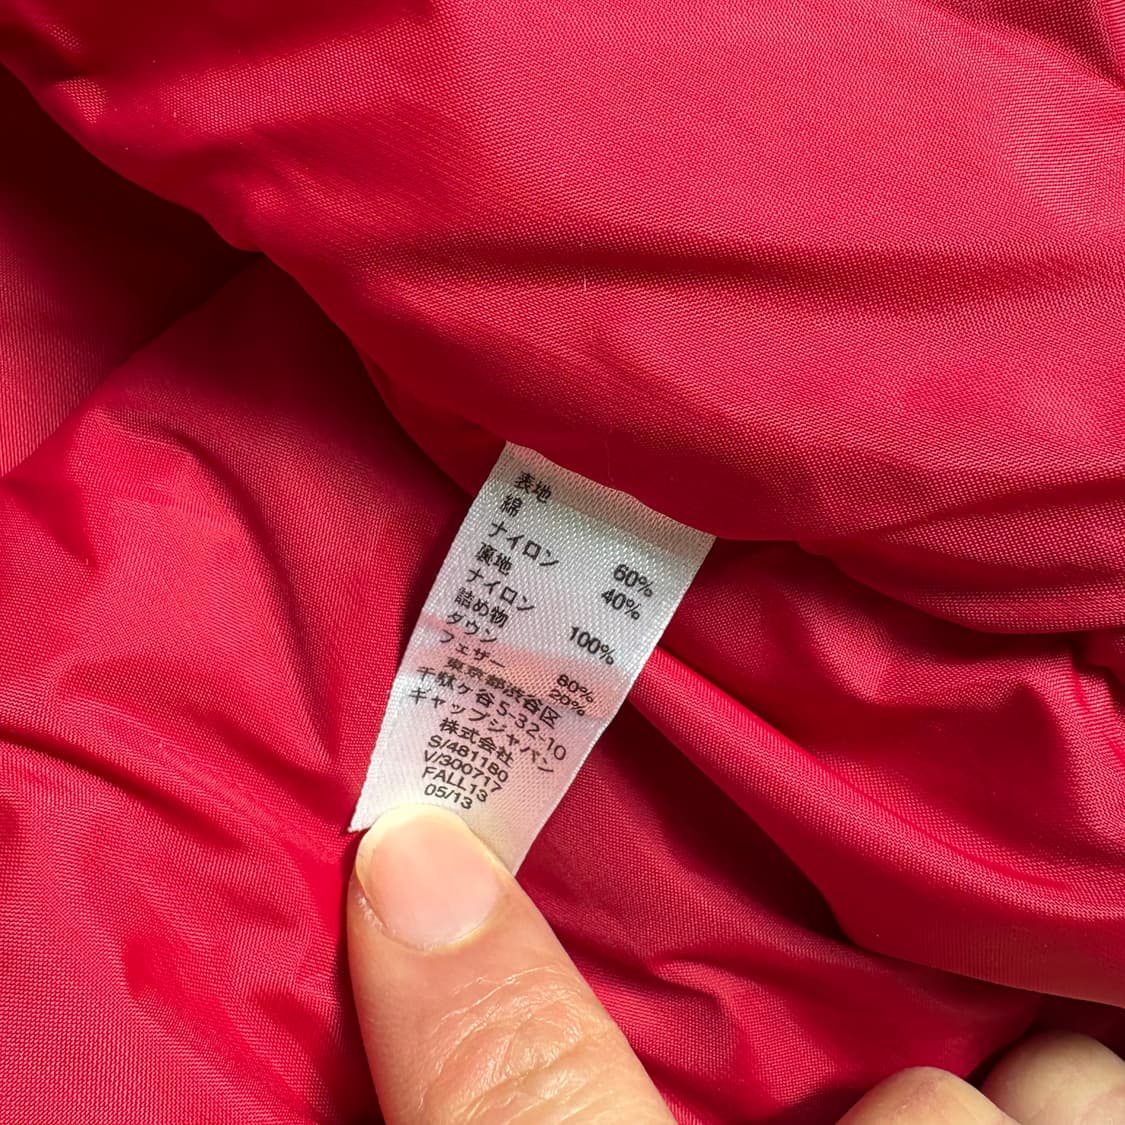 表地
綿 60%
ナイロン 40%
裏地
ナイロン 100%
詰め物
ダウン 80%
フェザー 20%
東京都渋谷区
千駄ヶ谷5-32-10
ギャップジャパン
株式会社
S/481180
V/300717
FALL13
05/13